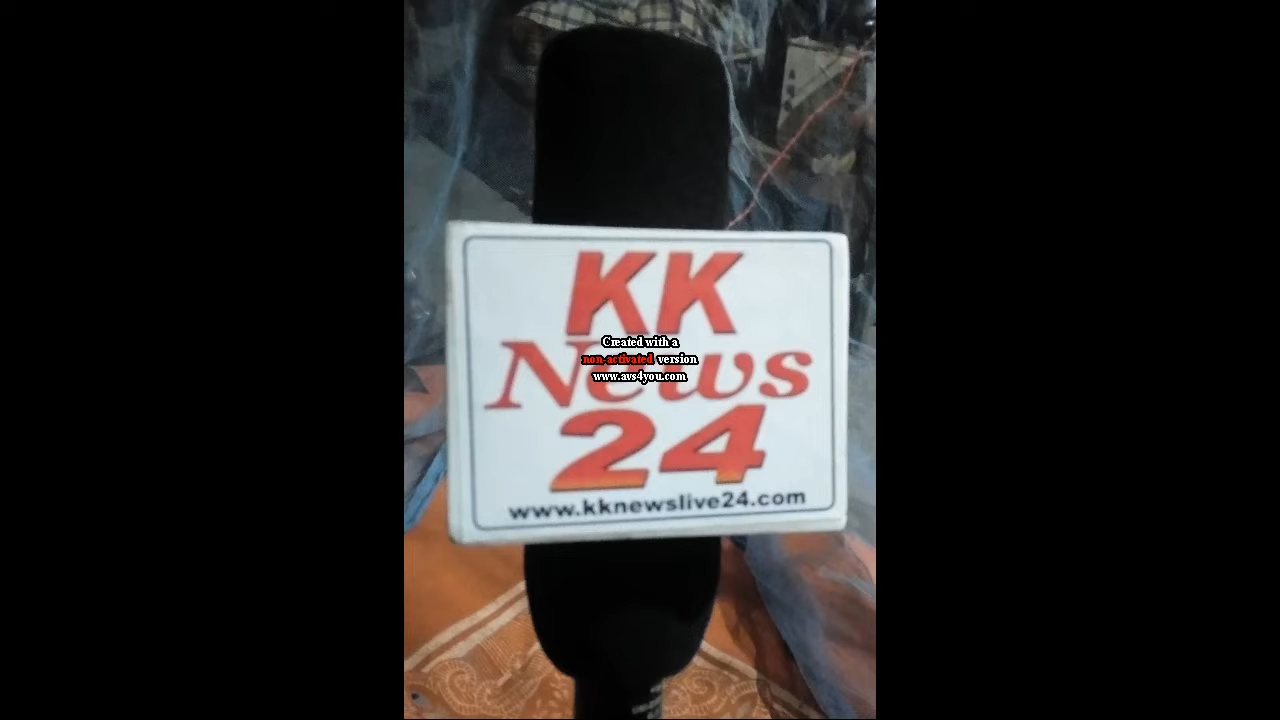 KK
News
24
www.kknewslive24.com
Created with a
non-activated version
www.avs4you.com